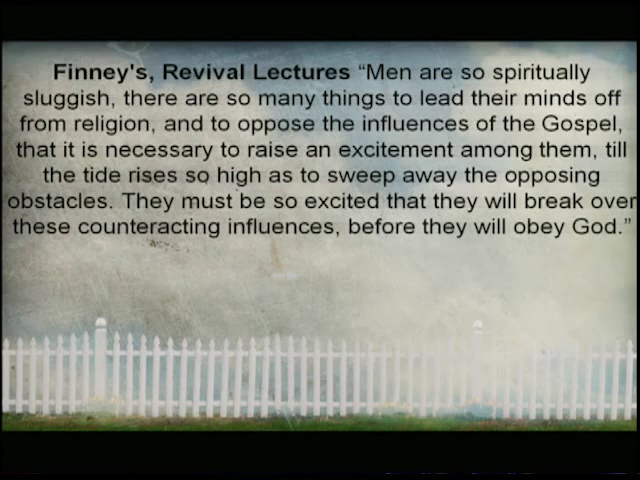 Finney's, Revival Lectures “Men are so spiritually
sluggish, there are so many things to lead their minds off
from religion, and to oppose the influences of the Gospel,
that it is necessary to raise an excitement among them, till
the tide rises so high as to sweep away the opposing
obstacles. They must be so excited that they will break over
these counteracting influences, before they will obey God.”